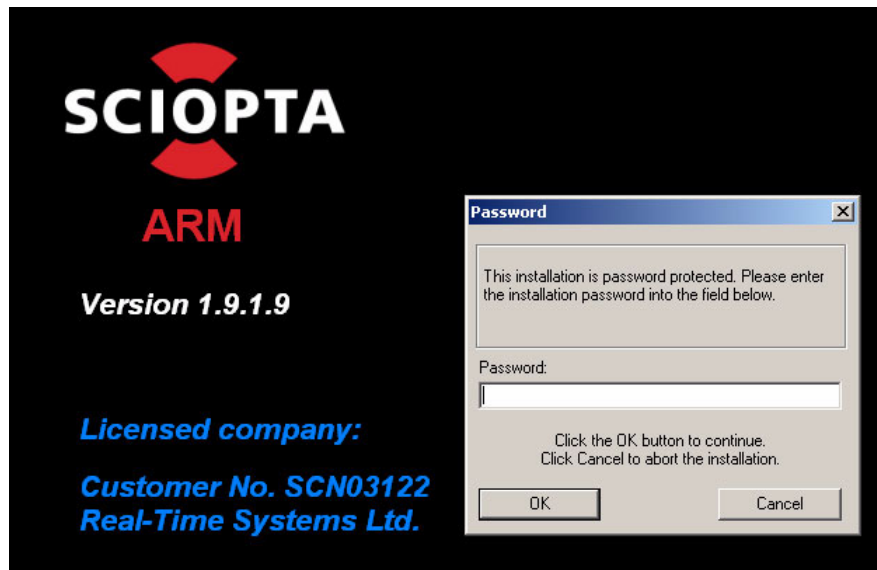 SCIOPTA
ARM
Version 1.9.1.9
Licensed company:
Customer No. SCN03122
Real-Time Systems Ltd.
Password
This installation is password protected. Please enter
the installation password into the field below.
Password:
Click the OK button to continue.
Click Cancel to abort the installation.
OK
Cancel